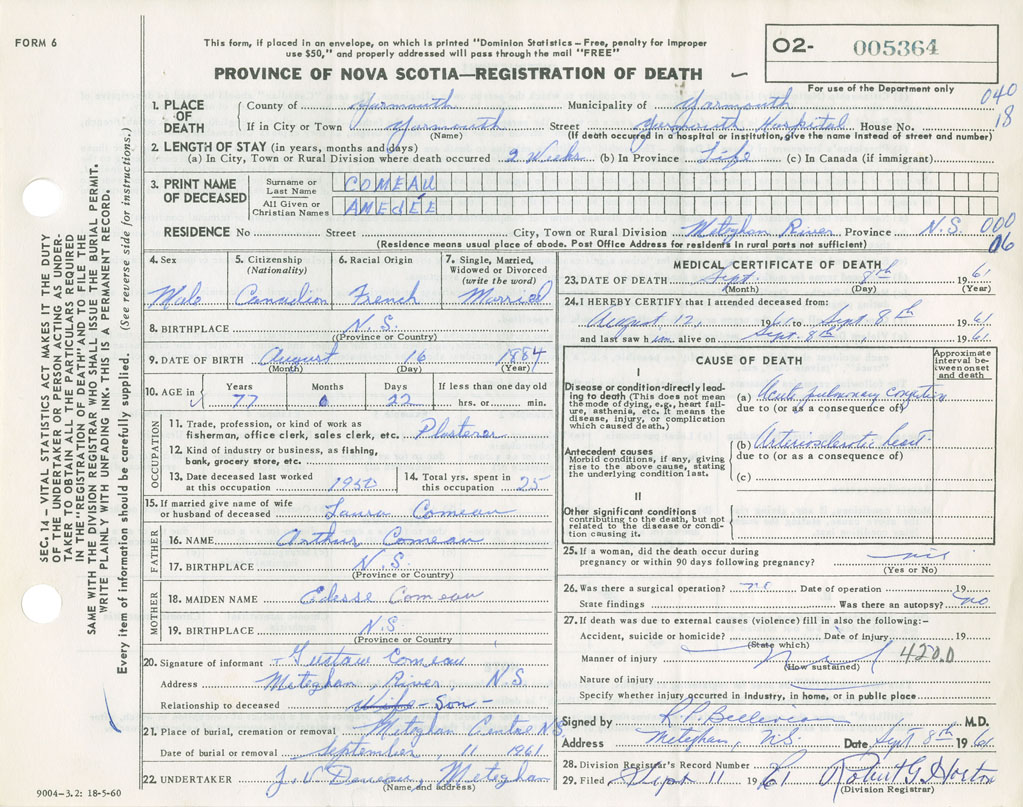 FORM 6
This form, if placed in an envelope, on which is printed "Dominion Statistics – Free, penalty for improper
use $50," and properly addressed will pass through the mail "FREE"
02- 005364
PROVINCE OF NOVA SCOTIA—REGISTRATION OF DEATH
For use of the Department only
040
18
1. PLACE OF DEATH
County of Yarmouth Municipality of Yarmouth
If in City or Town Yarmouth Street Yarmouth Hospital House No.
(Name) (If death occurred in a hospital or institution, give the name instead of street and number)
2. LENGTH OF STAY (in years, months and days)
(a) In City, Town or Rural Division where death occurred 2 Weeks (b) In Province Life (c) In Canada (if immigrant)
3. PRINT NAME OF DECEASED
Surname or Last Name COMEAU
All Given or Christian Names AMEDÉE
RESIDENCE No Street City, Town or Rural Division Meteghan River Province N.S.
000
06
(Residence means usual place of abode. Post Office Address for residents in rural parts not sufficient)
4. Sex Male
5. Citizenship (Nationality) Canadian
6. Racial Origin French
7. Single, Married, Widowed or Divorced (write the word) Married
8. BIRTHPLACE N.S.
(Province or Country)
9. DATE OF BIRTH August 16 1884
(Month) (Day) (Year)
10. AGE in Years 77 Months 0 Days 22 If less than one day old hrs. or min.
OCCUPATION
11. Trade, profession, or kind of work as
fisherman, office clerk, sales clerk, etc. Plasterer
12. Kind of industry or business, as fishing,
bank, grocery store, etc.
13. Date deceased last worked at this occupation 1950
14. Total yrs. spent in this occupation 25
15. If married give name of wife
or husband of deceased Laura Comeau
FATHER
16. NAME Arthur Comeau
17. BIRTHPLACE N.S.
(Province or Country)
MOTHER
18. MAIDEN NAME Edesse Comeau
19. BIRTHPLACE N.S
(Province or Country
20. Signature of informant Gustave Comeau
Address Meteghan River, N.S
Relationship to deceased Wife - Son -
21. Place of burial, cremation or removal Meteghan Centre N.S.
Date of burial or removal September 11 1961
22. UNDERTAKER J. V Deveau, Meteghan
(Name and address)
9004–3.2: 18-5-60
MEDICAL CERTIFICATE OF DEATH
23. DATE OF DEATH Sept. 8th 1961
(Month) (Day) (Year)
24. I HEREBY CERTIFY that I attended deceased from:
August 12, 1961 to Sept. 8th 1961
and last saw him alive on Sept. 8th, 1961
CAUSE OF DEATH
Approximate interval between onset and death
I
Disease or condition directly leading to death (This does not mean
the mode of dying, e.g., heart failure, asthenia, etc. It means the
disease, injury, or complication
which caused death.)
(a) Acute pulmonary congestion
due to (or as a consequence of)
Antecedent causes
Morbid conditions, if any, giving
rise to the above cause, stating
the underlying condition last.
(b) Arteriosclerotic heart-
due to (or as a consequence of)
(c)
II
Other significant conditions
contributing to the death, but not
related to the disease or condition causing it.
25. If a woman, did the death occur during
pregnancy or within 90 days following pregnancy? nil
(Yes or No)
26. Was there a surgical operation? no Date of operation 19
State findings Was there an autopsy? no
27. If death was due to external causes (violence) fill in also the following:–
Accident, suicide or homicide? Date of injury 19
(State which)
Manner of injury
(How sustained)
420.0
Nature of injury
Specify whether injury occurred in industry, in home, or in public place
Signed by M.D.
Address Meteghan, N.S. Date Sept 8th 1961
28. Division Registrar's Record Number
29. Filed Sept 11 1961 Robert G Horton
(Division Registrar)
SEC. 14 – VITAL STATISTICS ACT MAKES IT THE DUTY
OF THE UNDERTAKER OR PERSON ACTING AS UNDER-
TAKER TO OBTAIN ALL THE PARTICULARS REQUIRED
IN THE "REGISTRATION OF DEATH" AND TO FILE THE
SAME WITH THE DIVISION REGISTRAR WHO SHALL ISSUE THE BURIAL PERMIT.
WRITE PLAINLY WITH UNFADING INK. THIS IS A PERMANENT RECORD.
Every item of information should be carefully supplied. (See reverse side for instructions.)